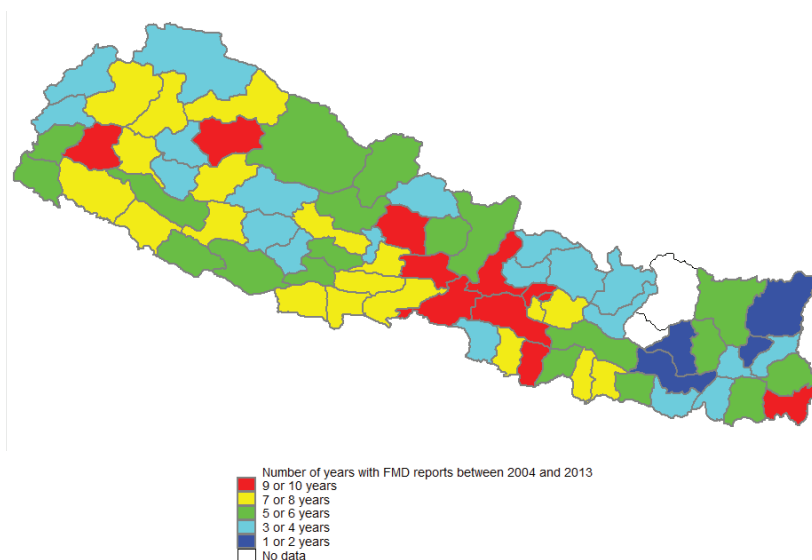 Number of years with FMD reports between 2004 and 2013
9 or 10 years
7 or 8 years
5 or 6 years
3 or 4 years
1 or 2 years
No data